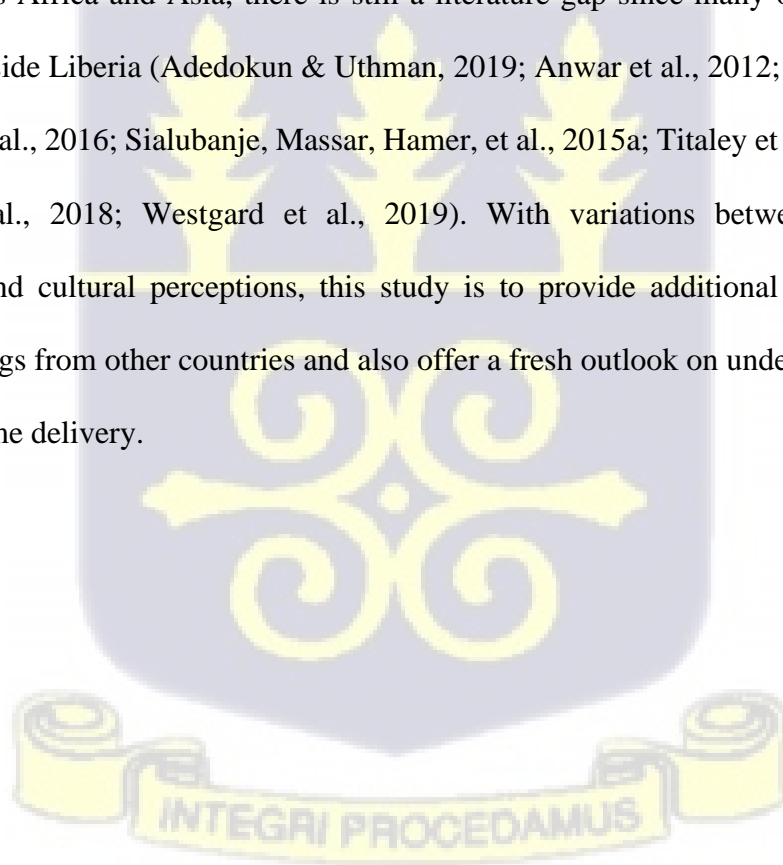 Africa and Asia, there is still a literature gap since many
ide Liberia (Adedokun & Uthman, 2019; Anwar et al., 2012;
al., 2016; Sialubanje, Massar, Hamer, et al., 2015a; Titaley et
al., 2018; Westgard et al., 2019). With variations betwe
nd cultural perceptions, this study is to provide additional
gs from other countries and also offer a fresh outlook on unde
ne delivery.
INTEGRI PROCEDAMUS